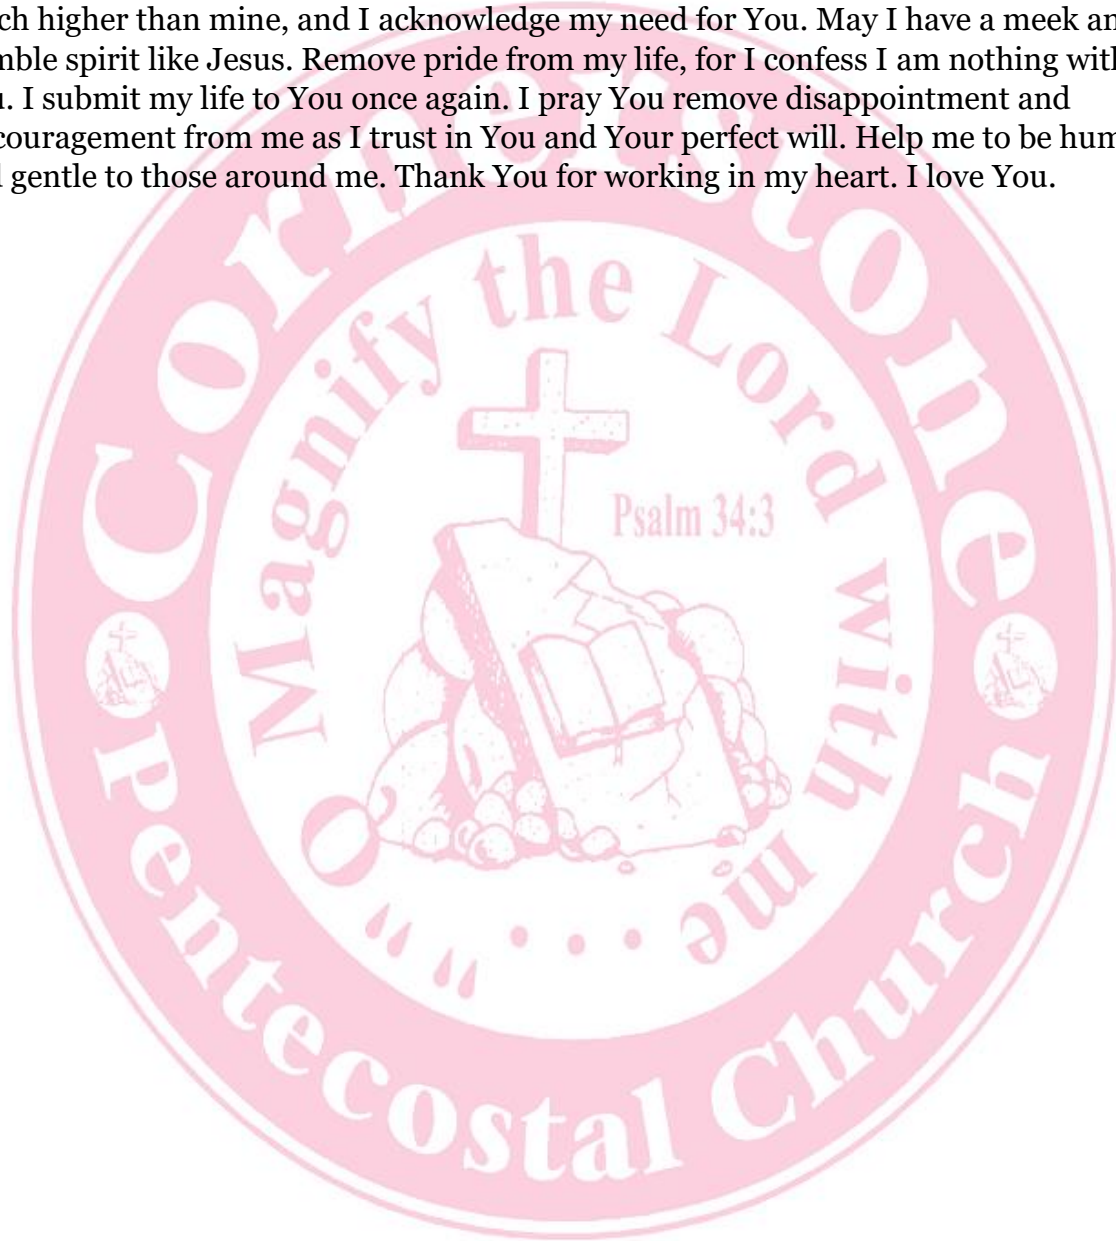 ch higher than mine, and I acknowledge my need for You. May I have a meek an
mble spirit like Jesus. Remove pride from my life, for I confess I am nothing with
u. I submit my life to You once again. I pray You remove disappointment and
couragement from me as I trust in You and Your perfect will. Help me to be hum
l gentle to those around me. Thank You for working in my heart. I love You.
Cornerstone
Pentecostal Church
"O Magnify the Lord with me ...
Psalm 34:3